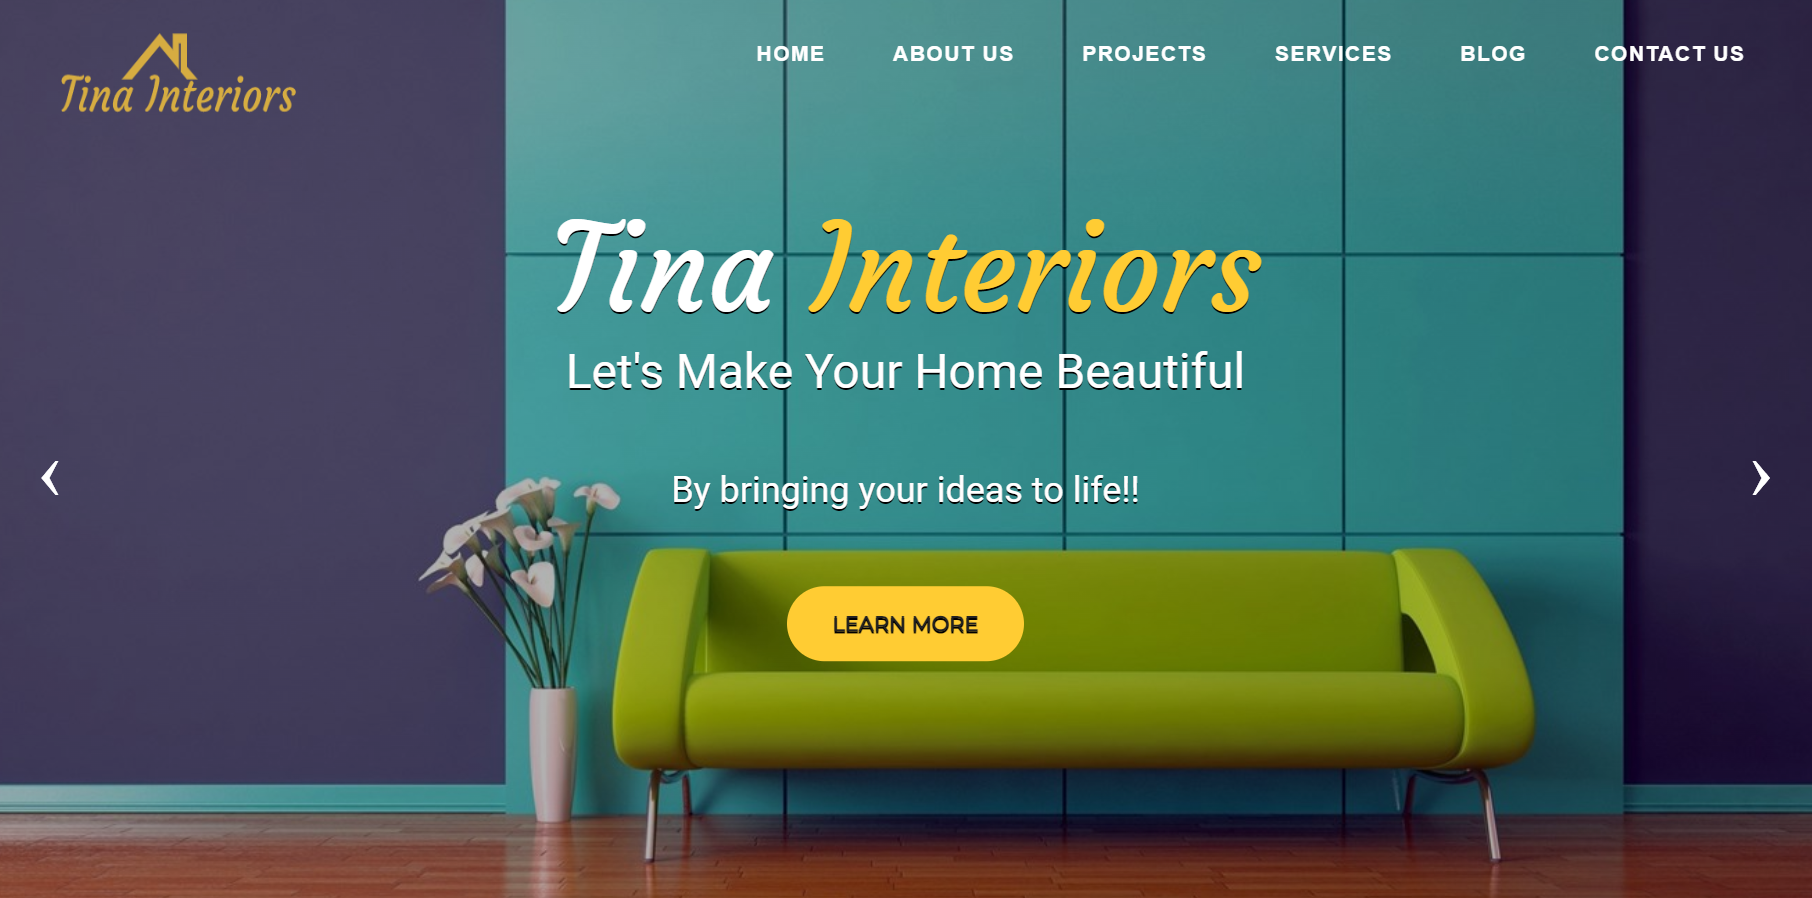 Tina Interiors
HOME ABOUT US PROJECTS SERVICES BLOG CONTACT US
Tina Interiors
Let's Make Your Home Beautiful
By bringing your ideas to life!!
LEARN MORE